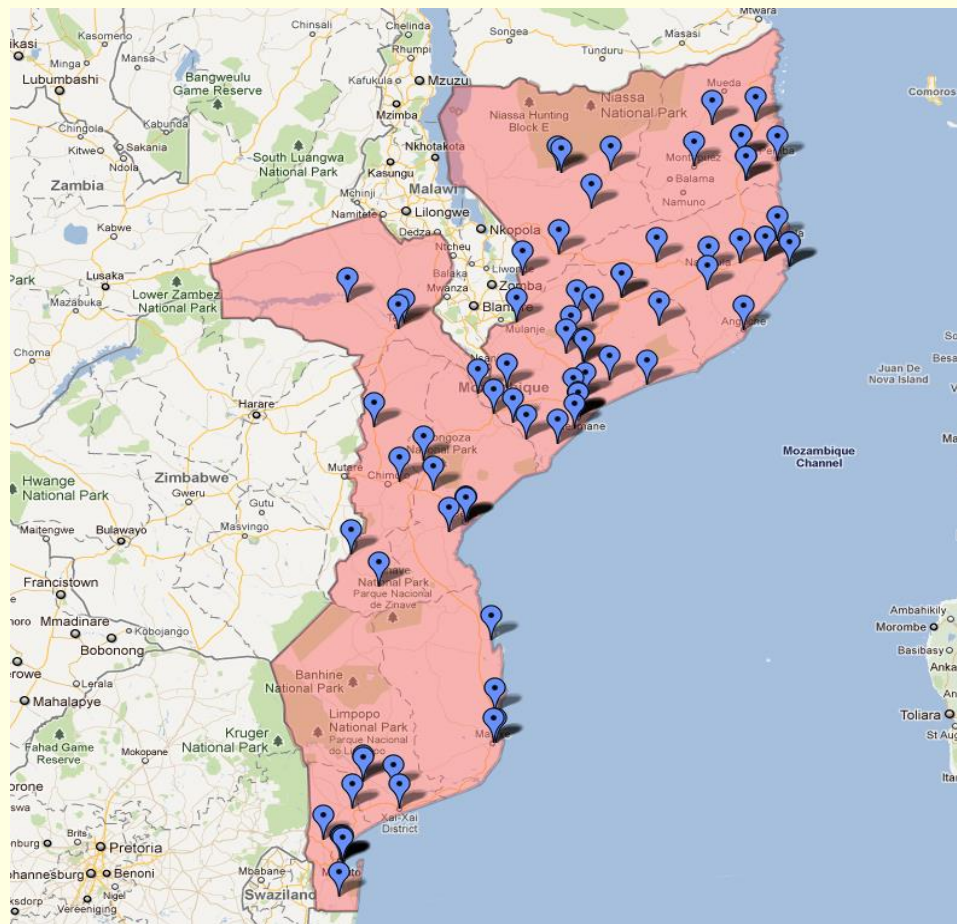 Mtwara
Chelinda
Songea
Masasi
Kasomeno
Chinsali
Rumpi
Tunduru
Minga
Mansa
Kafukula
Mzuzu
Mueda
Lubumbashi
Bangweulu
Game Reserve
Niassa
National Park
Comoros
Mzimba
Niassa Hunting
Block E
Chingola
Kabunda
Nkhotakota
Kitwe
Sakania
South Luangwa
National Park
Kasungu
Ndola
Balama
Zambia
Mchinji
Malawi
Namuno
Namitete
Lilongwe
Kabwe
Dedza
Nkopola
Ntcheu
Lusaka
Balaka
Liwonde
Lower Zambezi
National Park
Mwanza
Zomba
Mazabuka
Blantyre
Mulanje
Angoche
Choma
Juan De
Nova Island
Harare
Mozambique
Mozambique
Channel
Gorongoza
National Park
Mutare
Chimoio
Zimbabwe
Hwange
National Park
Gweru
Gutu
Maitengwe
Bulawayo
Masvingo
Francistown
National Park
Parque Nacional
de Zinave
Ambahikily
Mmadinare
Kobojango
Morombe
Bobonong
Basibasy
Lerala
Banhine
National Park
Mahalapye
Limpopo
National Park
Parque Nacional
do Limpopo
Toliara
Kruger
National Park
Fahad Game
Reserve
Mokopane
Xai-Xai
District
Brits
Pretoria
Benoni
Mbabane
Nigel
Swaziland
Vereeniging